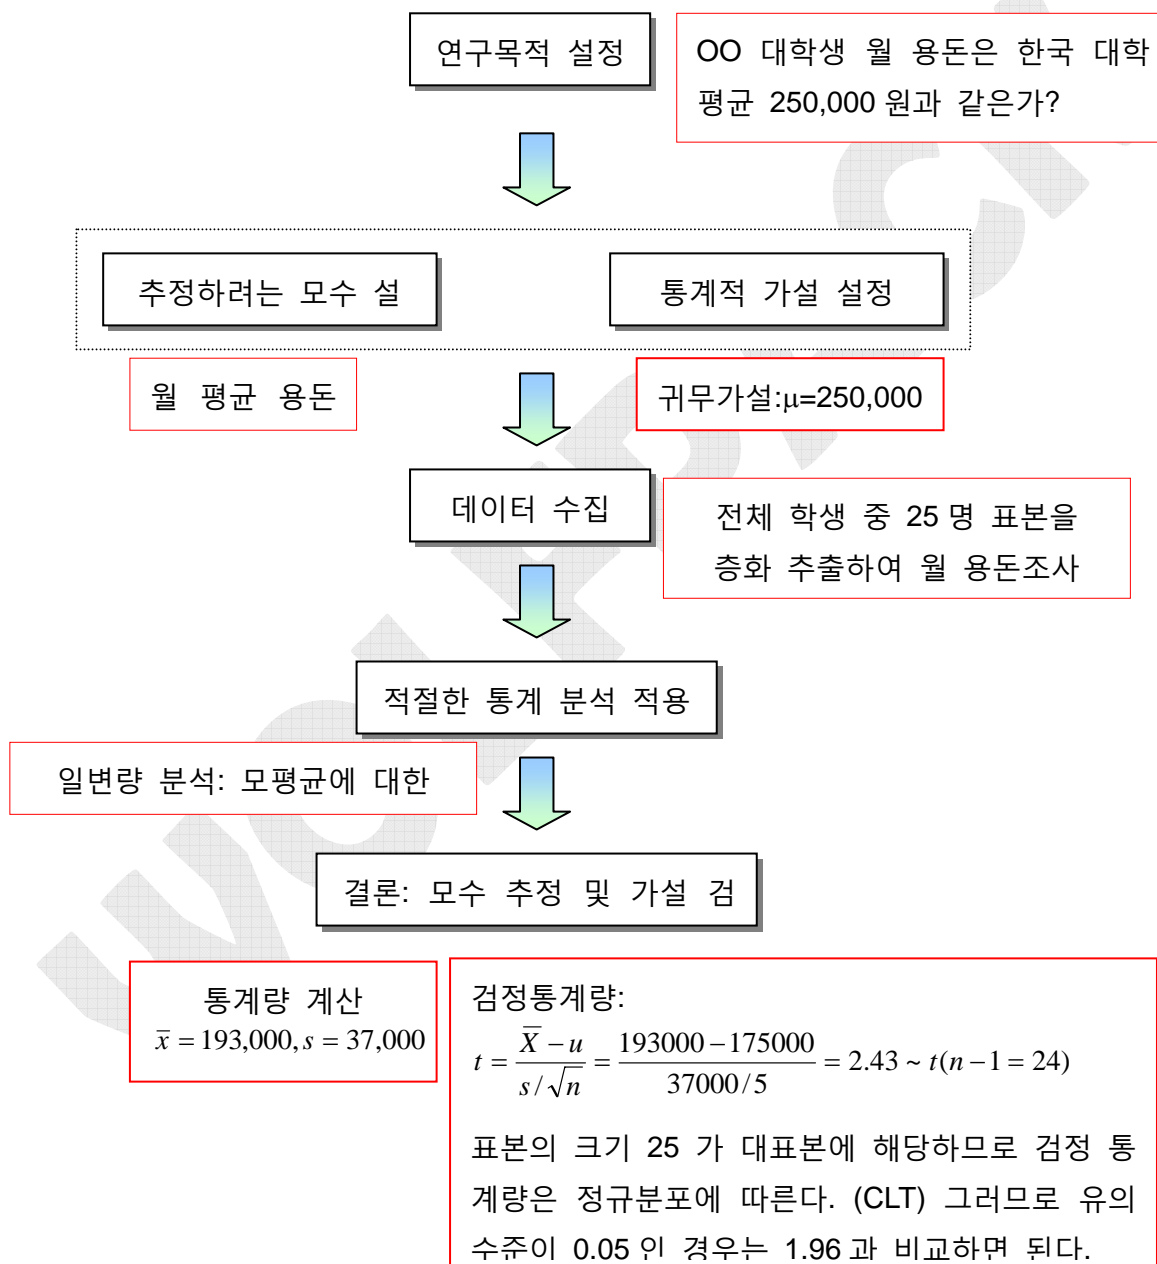 연구목적 설정
OO 대학생 월 용돈은 한국 대학
평균 250,000 원과 같은가?
추정하려는 모수 설
통계적 가설 설정
월 평균 용돈
귀무가설:μ=250,000
데이터 수집
전체 학생 중 25 명 표본을
층화 추출하여 월 용돈조사
적절한 통계 분석 적용
일변량 분석: 모평균에 대한
결론: 모수 추정 및 가설 검
통계량 계산
x̄ = 193,000, s = 37,000
검정통계량:
t = (X̄ − u)/(s/√n) = (193000 − 175000)/(37000/5) = 2.43 ~ t(n − 1 = 24)
표본의 크기 25 가 대표본에 해당하므로 검정 통
계량은 정규분포에 따른다. (CLT) 그러므로 유의
수준이 0.05 인 경우는 1.96 과 비교하면 된다.